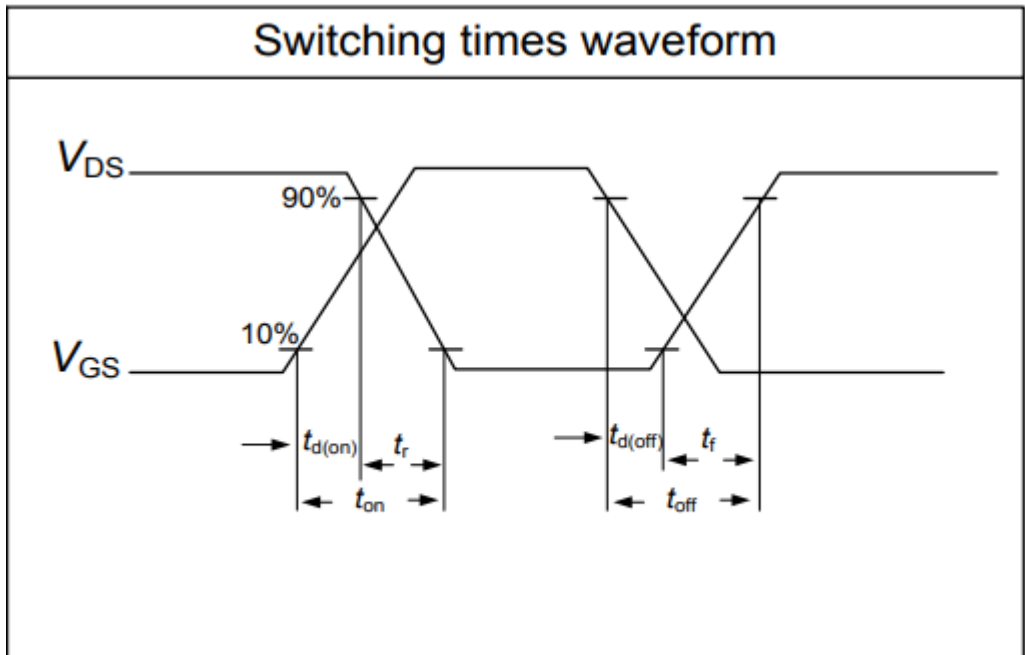 Switching times waveform
VDS
90%
10%
VGS
td(on) tr td(off) tf
ton toff